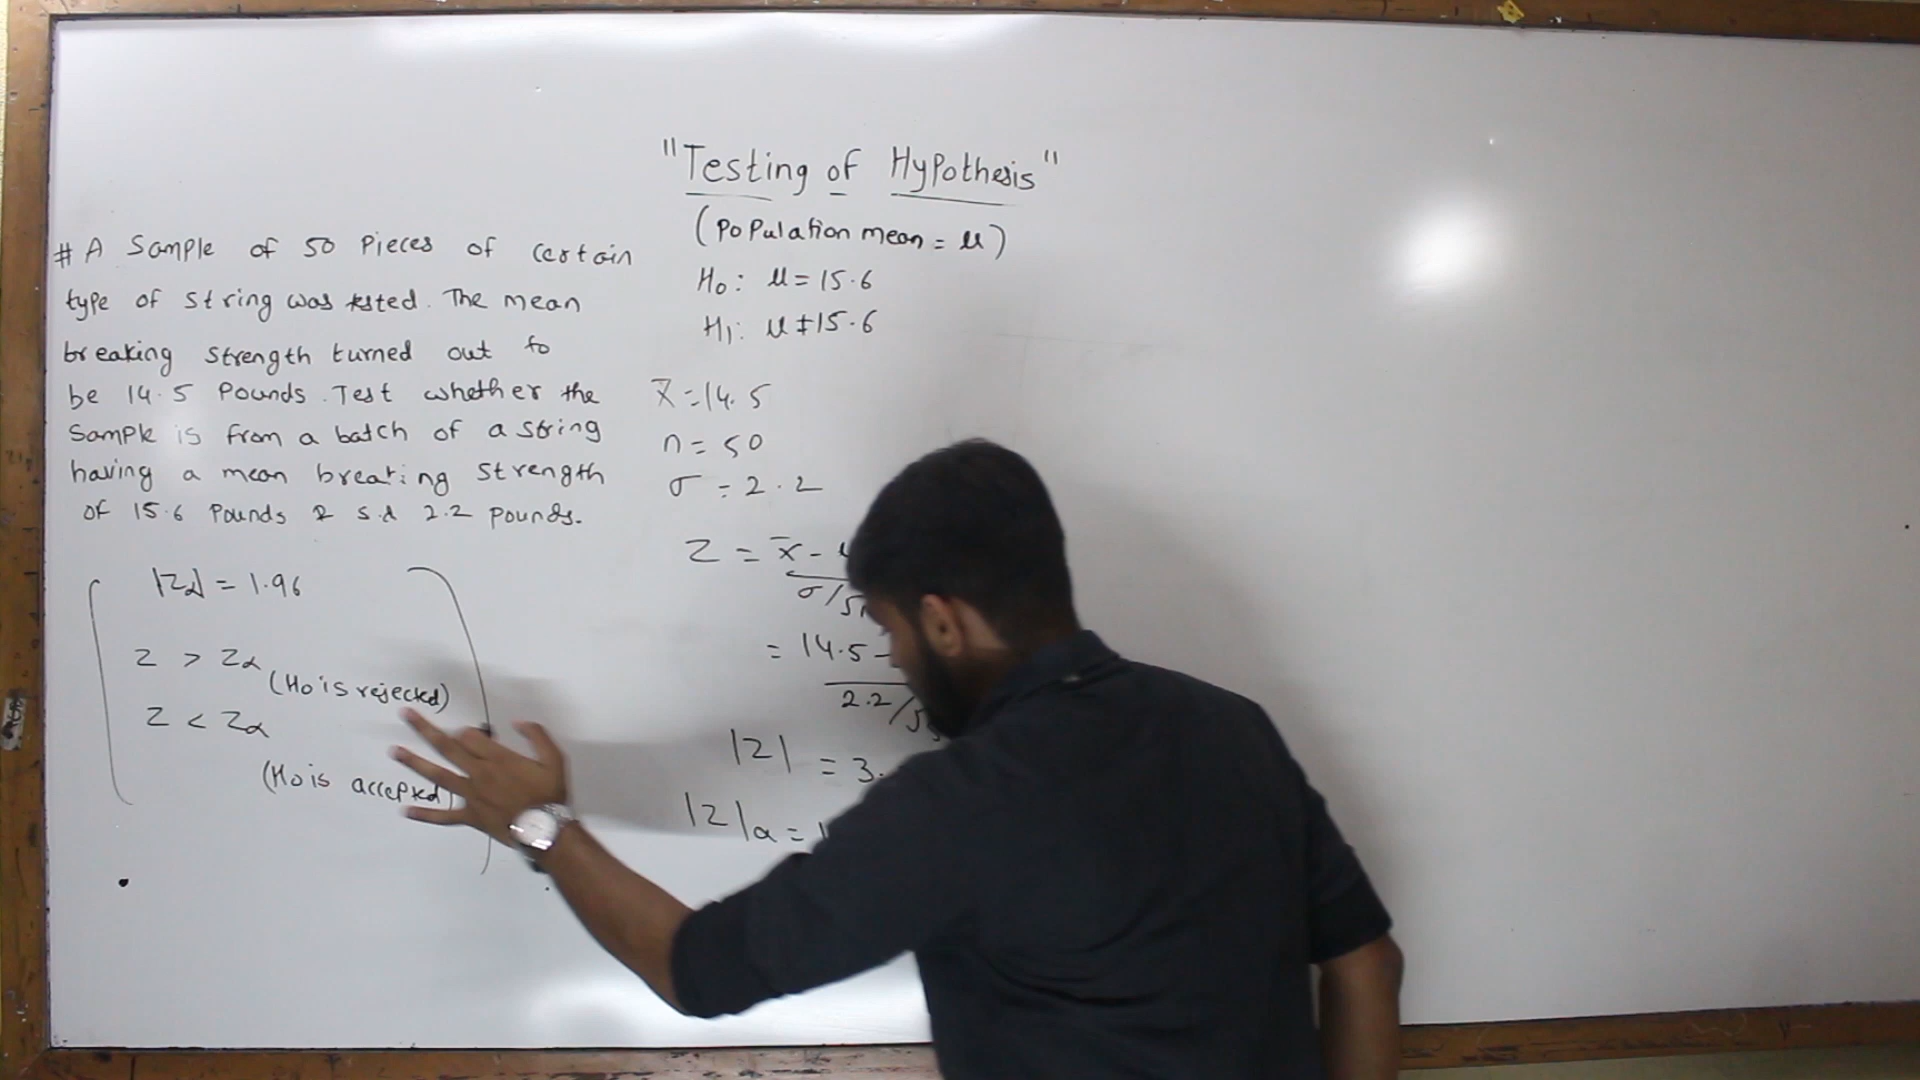 "Testing of Hypothesis"
(Population mean = μ)
H₀: μ = 15.6
H₁: μ ≠ 15.6
# A Sample of 50 Pieces of certain
type of string was tested. The mean
breaking strength turned out to
be 14.5 Pounds. Test whether the
Sample is from a batch of a string
having a mean breaking strength
of 15.6 Pounds & s.d 2.2 pounds.
|Zα| = 1.96
Z > Zα
(H₀ is rejected)
Z < Zα
(H₀ is accepted)
x̄ = 14.5
n = 50
σ = 2.2
Z = x̄ -
σ/√
= 14.5 -
2.2/√
|Z| = 3.
|Z|α =